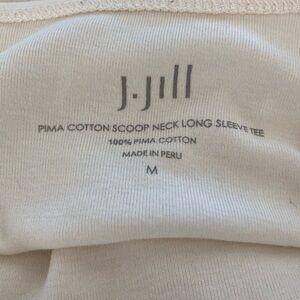 J.Jill
PIMA COTTON SCOOP NECK LONG SLEEVE TEE
100% PIMA COTTON
MADE IN PERU
M